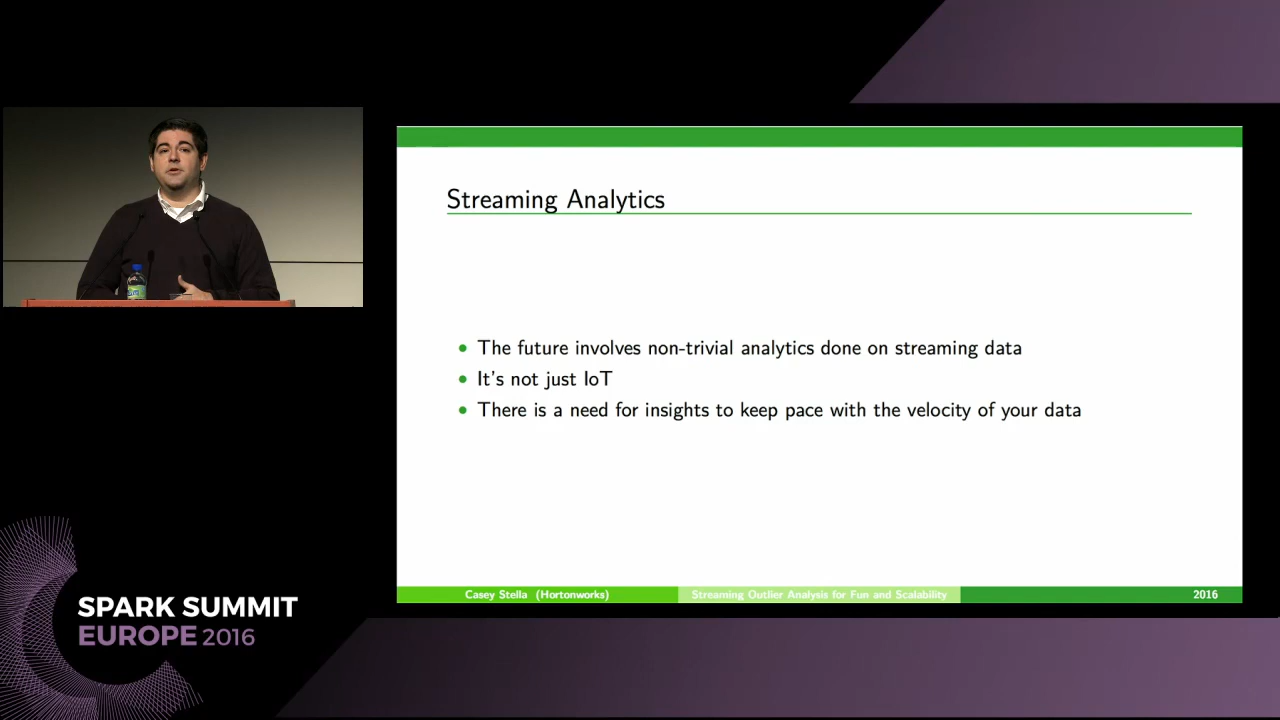 Streaming Analytics
The future involves non-trivial analytics done on streaming data
It's not just IoT
There is a need for insights to keep pace with the velocity of your data
Casey Stella (Hortonworks)
Streaming Outlier Analysis for Fun and Scalability
2016
SPARK SUMMIT
EUROPE 2016